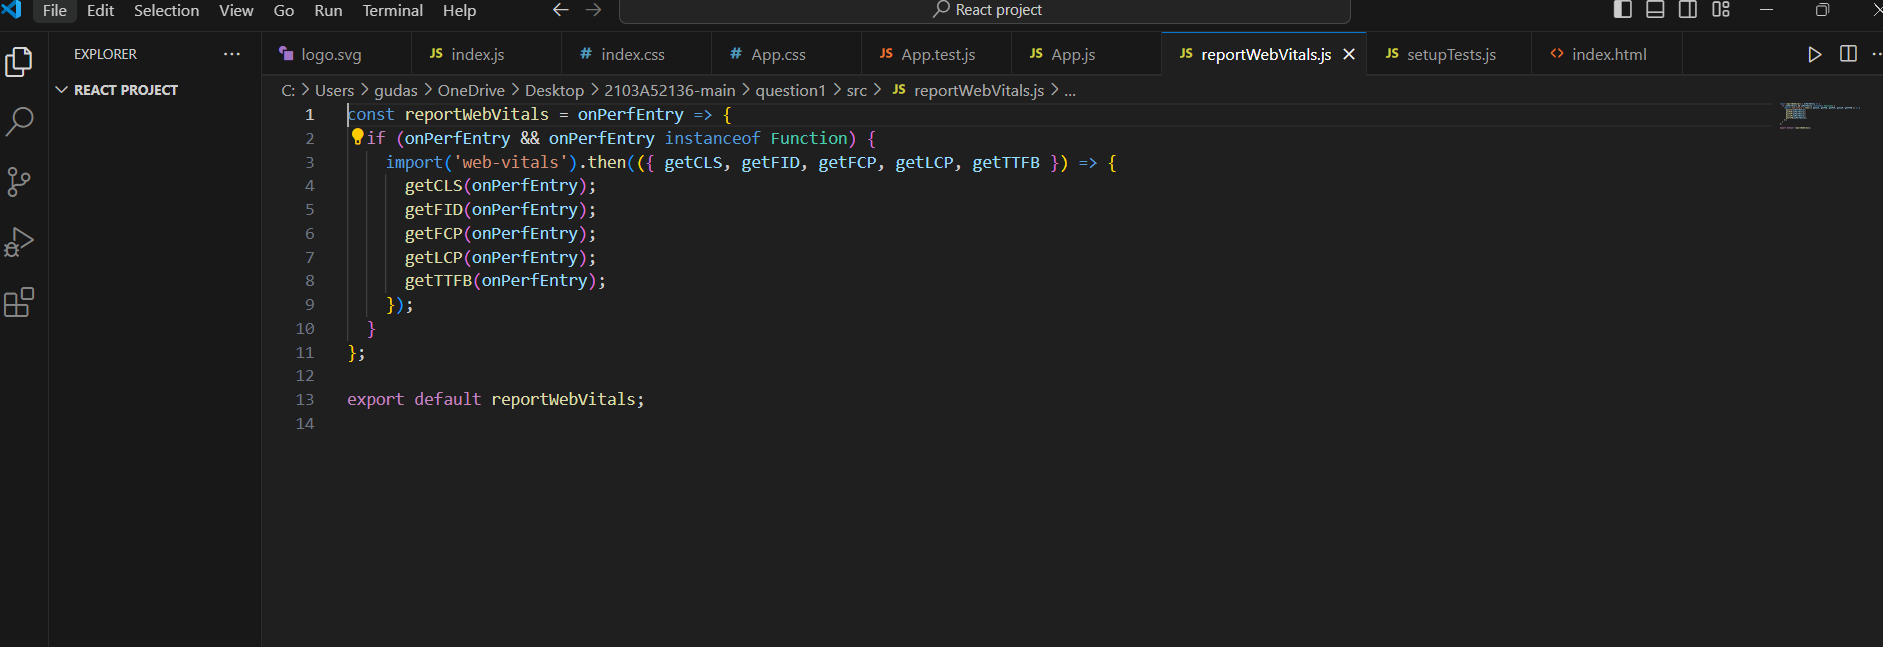 File Edit Selection View Go Run Terminal Help React project
EXPLORER
REACT PROJECT
logo.svg JS index.js # index.css # App.css JS App.test.js JS App.js JS reportWebVitals.js JS setupTests.js <> index.html
C: > Users > gudas > OneDrive > Desktop > 2103A52136-main > question1 > src > JS reportWebVitals.js > ...
1 const reportWebVitals = onPerfEntry => {
2 if (onPerfEntry && onPerfEntry instanceof Function) {
3 import('web-vitals').then(({ getCLS, getFID, getFCP, getLCP, getTTFB }) => {
4 getCLS(onPerfEntry);
5 getFID(onPerfEntry);
6 getFCP(onPerfEntry);
7 getLCP(onPerfEntry);
8 getTTFB(onPerfEntry);
9 });
10 }
11 };
12
13 export default reportWebVitals;
14